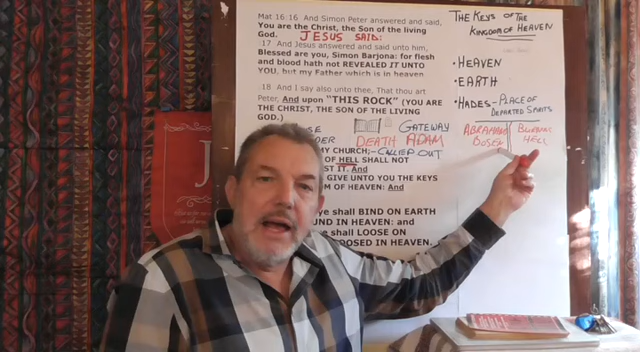 Mat 16:16 And Simon Peter answered and said,
You are the Christ, the Son of the living
God. JESUS SAID:
17 And Jesus answered and said unto him,
Blessed are you, Simon Barjona: for flesh
and blood hath not REVEALED IT UNTO
YOU, but my Father which is in heaven
18 And I say also unto thee, That thou art
Peter, And upon "THIS ROCK" (YOU ARE
THE CHRIST, THE SON OF THE LIVING
GOD.)
GATEWAY
DEATH ADAM
MY CHURCH;-CALLED OUT
OF HELL SHALL NOT
IT. And
GIVE UNTO YOU THE KEYS
OF HEAVEN: And
ye shall BIND ON EARTH
IN HEAVEN: and
ye shall LOOSE ON
IN HEAVEN.
THE KEYS OF THE
KINGDOM OF HEAVEN
• HEAVEN
• EARTH
• HADES - PLACE OF
DEPARTED SPIRITS
ABRAHAMS
BOSEM
HELL
J